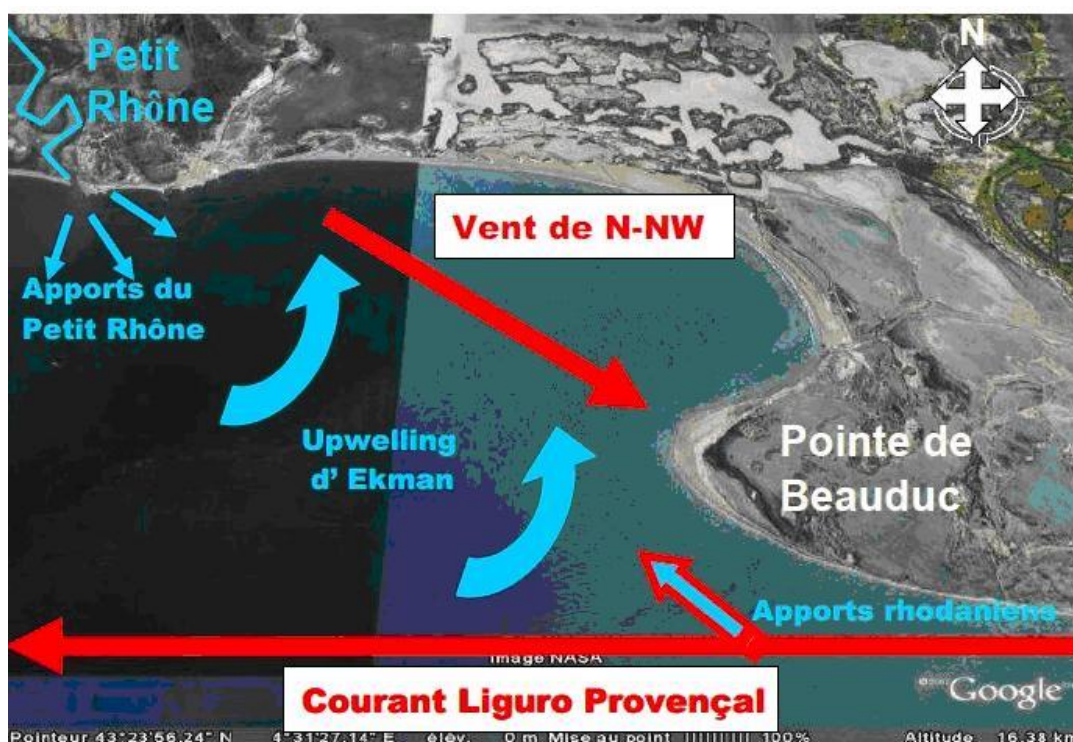 Petit
Rhône
N
Vent de N-NW
Apports du
Petit Rhône
Upwelling
d' Ekman
Pointe de
Beauduc
Apports rhodaniens
Image NASA
Courant Liguro Provençal
Google
Pointeur 43°23'56.24" N 4°31'27.14" E élév. 0 m Mise au point ||||||||| 100% Altitude 16.38 km